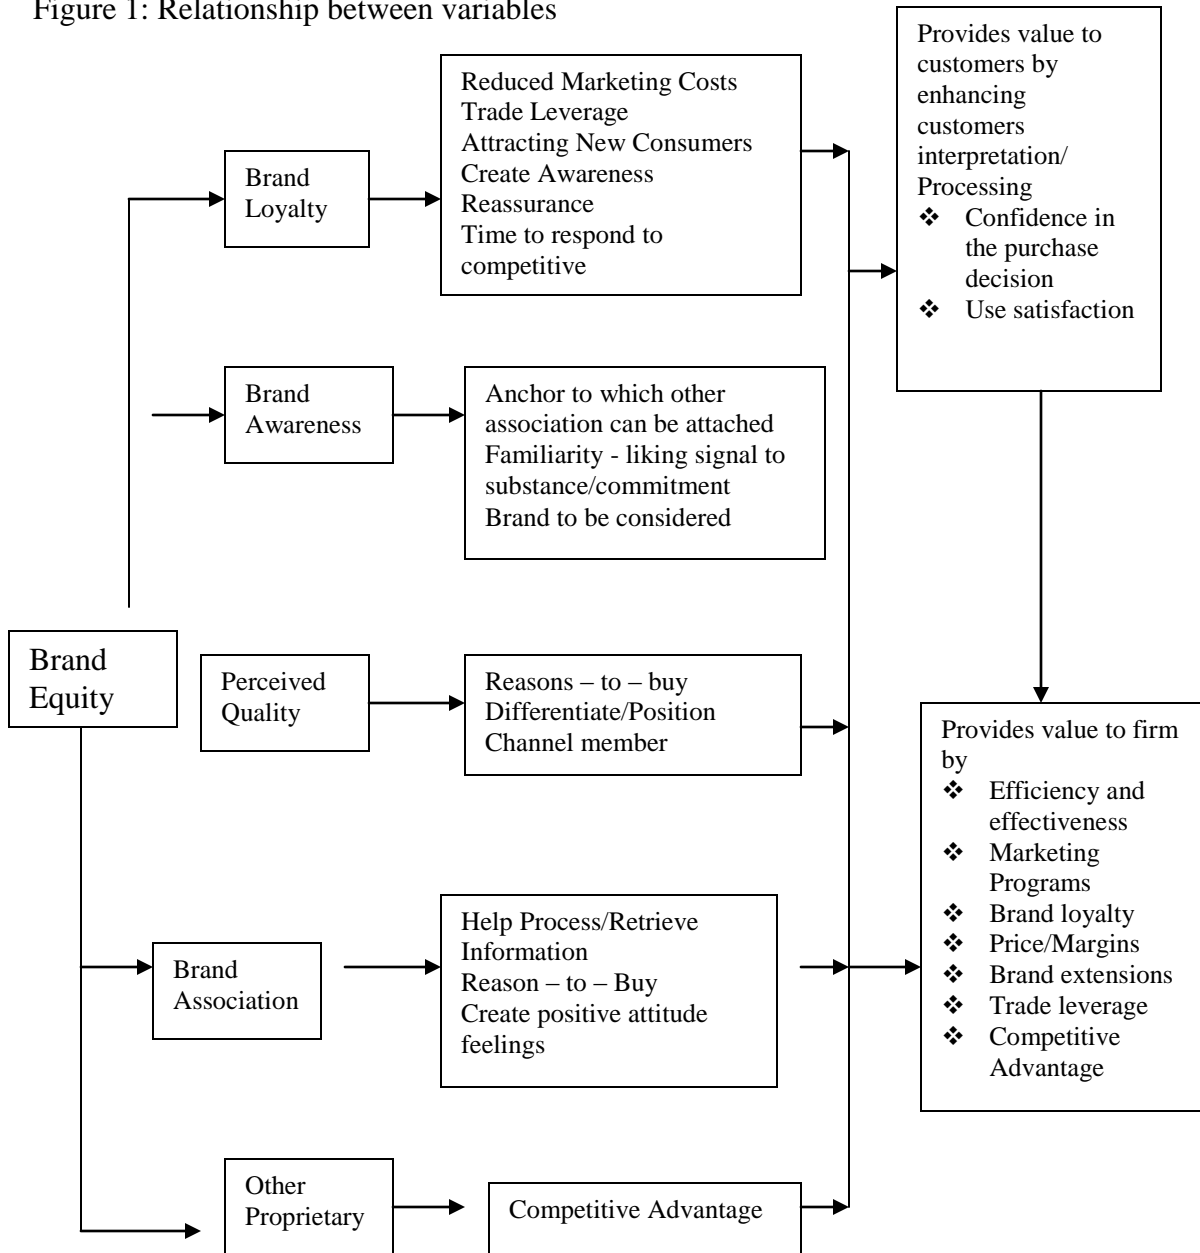 Figure 1: Relationship between variables
Provides value to
customers by
enhancing
customers
interpretation/
Processing
❖ Confidence in
the purchase
decision
❖ Use satisfaction
Reduced Marketing Costs
Trade Leverage
Attracting New Consumers
Create Awareness
Reassurance
Time to respond to
competitive
Brand
Loyalty
Brand
Awareness
Anchor to which other
association can be attached
Familiarity - liking signal to
substance/commitment
Brand to be considered
Brand
Equity
Perceived
Quality
Reasons – to – buy
Differentiate/Position
Channel member
Provides value to firm
by
❖ Efficiency and
effectiveness
❖ Marketing
Programs
❖ Brand loyalty
❖ Price/Margins
❖ Brand extensions
❖ Trade leverage
❖ Competitive
Advantage
Brand
Association
Help Process/Retrieve
Information
Reason – to – Buy
Create positive attitude
feelings
Other
Proprietary
Competitive Advantage